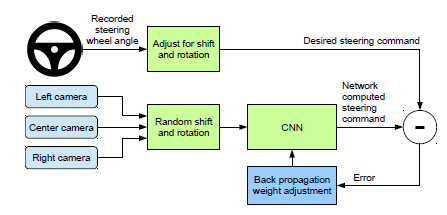 Recorded
steering
wheel angle
Adjust for shift
and rotation
Desired steering command
Left camera
Center camera
Right camera
Random shift
and rotation
CNN
Network
computed
steering
command
-
Back propagation
weight adjustment
Error